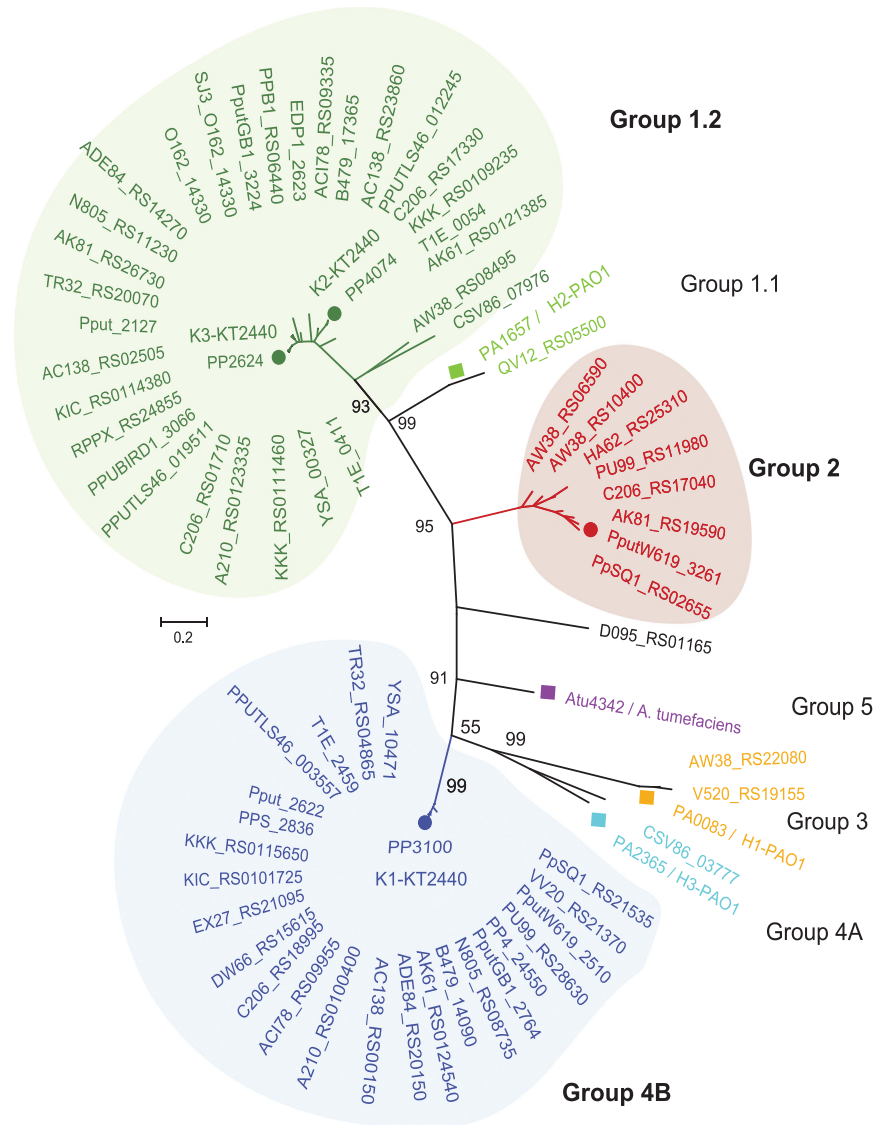 Group 1.2
ADE84_RS14270
O162_14330
SJ3_O162_14330
PputGB1_3224
PPB1_RS06440
EDP1_2623
ACI78_RS09335
B479_17365
AC138_RS23860
PPUTLS46_012245
C206_RS17330
KKK_RS0109235
T1E_0054
AK61_RS0121385
AW38_RS08495
CSV86_07976
N805_RS11230
AK81_RS26730
TR32_RS20070
Pput_2127
AC138_RS02505
KIC_RS0114380
RPPX_RS24855
PPUBIRD1_3066
PPUTLS46_019511
C206_RS01710
A210_RS0123335
KKK_RS0111460
YSA_00327
T1E_0411
K2-KT2440
PP4074
K3-KT2440
PP2624
Group 1.1
PA1657 / H2-PAO1
QV12_RS05500
93
99
95
Group 2
AW38_RS06590
AW38_RS10400
HA62_RS25310
PU99_RS11980
C206_RS17040
AK81_RS19590
PputW619_3261
PpSQ1_RS02655
0.2
D095_RS01165
91
Group 5
Atu4342 / A. tumefaciens
55
99
99
AW38_RS22080
V520_RS19155
Group 3
PA0083 / H1-PAO1
CSV86_03777
PA2365 / H3-PAO1
Group 4A
YSA_10471
TR32_RS04865
T1E_2459
PPUTLS46_003557
Pput_2622
PPS_2836
KKK_RS0115650
KIC_RS0101725
EX27_RS21095
DW66_RS15615
C206_RS18995
ACI78_RS09955
A210_RS0100400
AC138_RS00150
ADE84_RS20150
AK61_RS0124540
B479_14090
N805_RS08735
PputGB1_2764
PP4_24550
PU99_RS28630
PputW619_2510
VV20_RS21370
PpSQ1_RS21535
PP3100
K1-KT2440
Group 4B